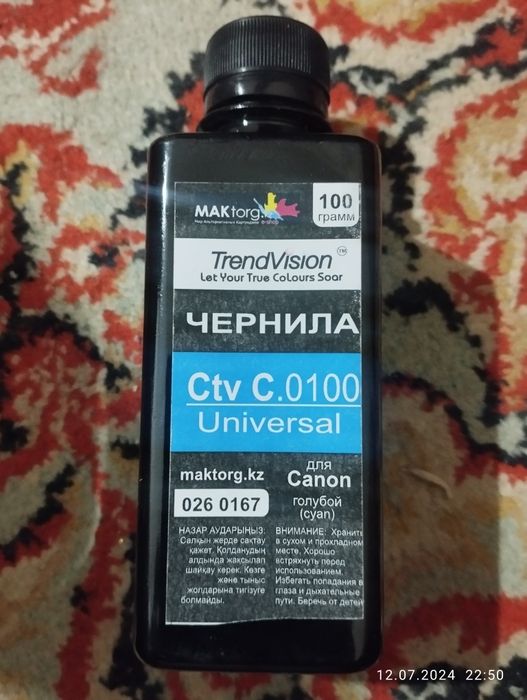 MAKtorg.
100
грамм
TrendVision™
Let Your True Colours Soar
ЧЕРНИЛА
Ctv C.0100
Universal
maktorg.kz
026 0167
для
Canon
голубой
(cyan)
НАЗАР АУДАРЫҢЫЗ:
Салқын жерде сақтау
қажет. Қолданудың
алдында жақсылап
шайқау керек. Көзге
және тыныс
жолдарына тигізуге
болмайды.
ВНИМАНИЕ: Хранить
в сухом и прохладном
месте. Хорошо
встряхнуть перед
использованием.
Избегать попадания в
глаза и дыхательные
пути. Беречь от детей
12.07.2024 22:50